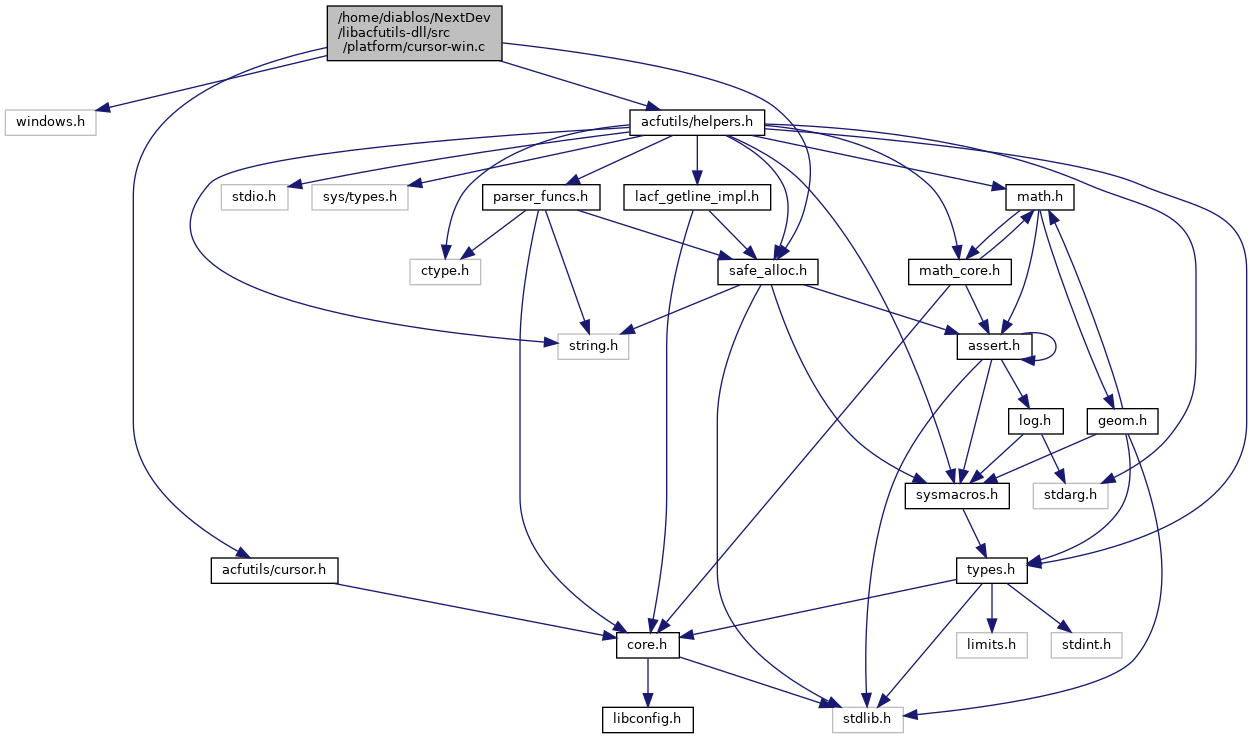 /home/diablos/NextDev
/libacfutils-dll/src
/platform/cursor-win.c
windows.h
acfutils/helpers.h
stdio.h
sys/types.h
parser_funcs.h
lacf_getline_impl.h
math.h
ctype.h
safe_alloc.h
math_core.h
string.h
assert.h
log.h
geom.h
sysmacros.h
stdarg.h
acfutils/cursor.h
types.h
core.h
limits.h
stdint.h
libconfig.h
stdlib.h